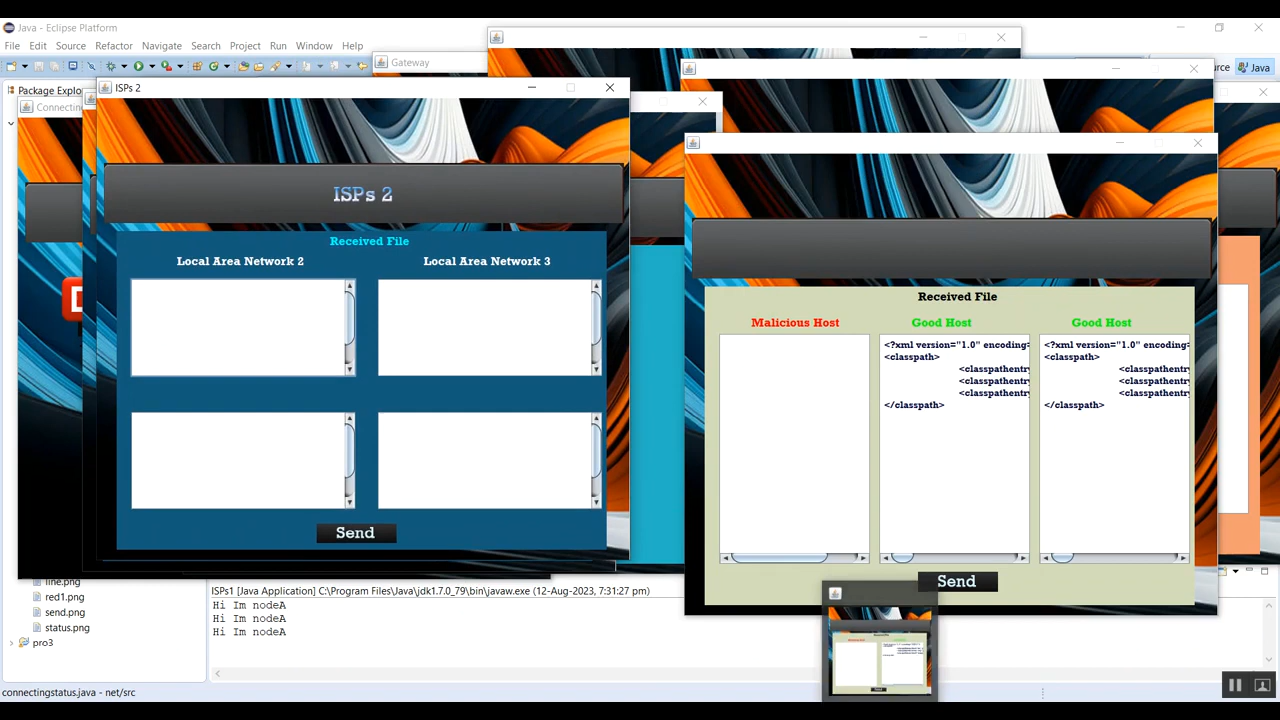 Java - Eclipse Platform
File Edit Source Refactor Navigate Search Project Run Window Help
Gateway
Java
Package Explo
Connecting
ISPs 2
ISPs 2
Received File
Local Area Network 2
Local Area Network 3
Send
Received File
Malicious Host
Good Host
Good Host
<?xml version="1.0" encoding=
<classpath>
<classpathentry
<classpathentry
<classpathentry
</classpath>
<?xml version="1.0" encoding=
<classpath>
<classpathentry
<classpathentry
<classpathentry
</classpath>
Send
line.png
red1.png
send.png
status.png
pro3
ISPs1 [Java Application] C:\Program Files\Java\jdk1.7.0_79\bin\javaw.exe (12-Aug-2023, 7:31:27 pm)
Hi Im nodeA
Hi Im nodeA
Hi Im nodeA
connectingstatus.java - net/src